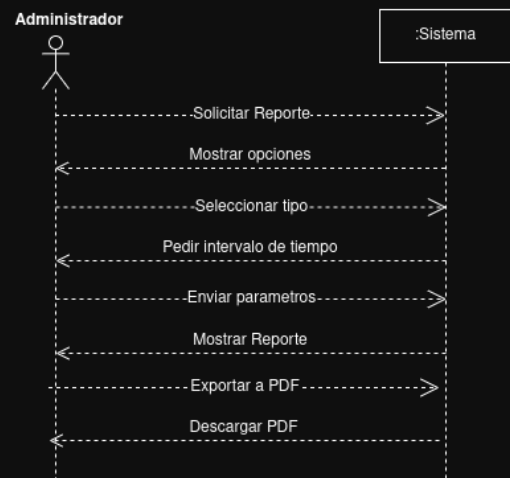 Administrador
:Sistema
Solicitar Reporte
Mostrar opciones
Seleccionar tipo
Pedir intervalo de tiempo
Enviar parametros
Mostrar Reporte
Exportar a PDF
Descargar PDF